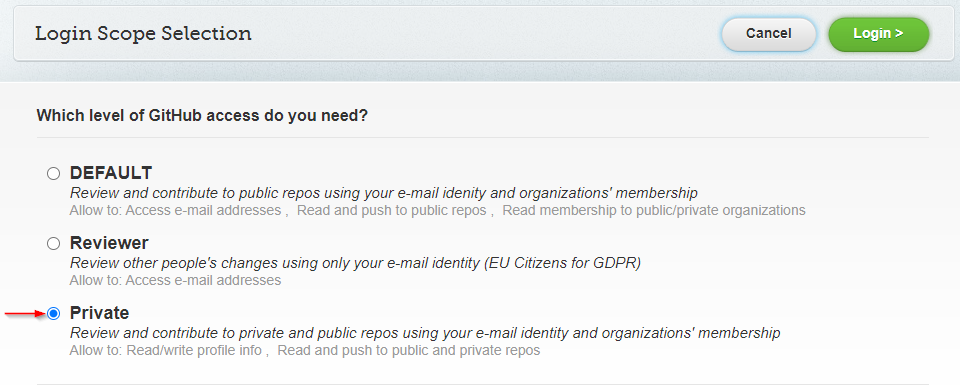 Login Scope Selection
Cancel
Login >
Which level of GitHub access do you need?
DEFAULT
Review and contribute to public repos using your e-mail idenity and organizations' membership
Allow to: Access e-mail addresses ,  Read and push to public repos ,  Read membership to public/private organizations
Reviewer
Review other people's changes using only your e-mail identity (EU Citizens for GDPR)
Allow to: Access e-mail addresses
Private
Review and contribute to private and public repos using your e-mail identity and organizations' membership
Allow to: Read/write profile info ,  Read and push to public and private repos